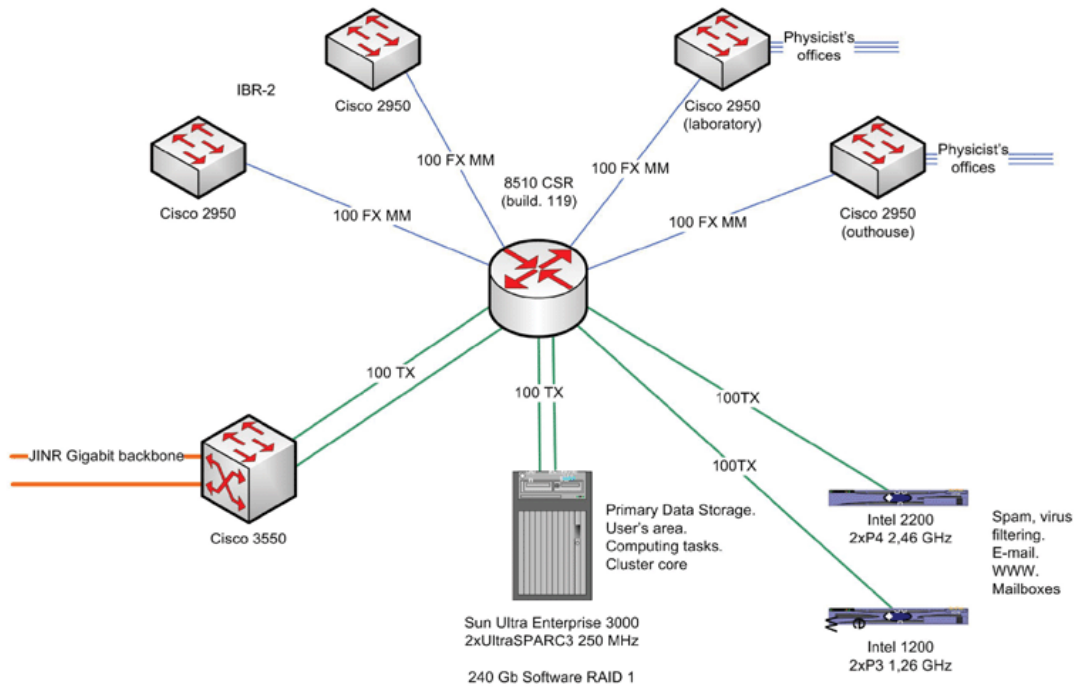 IBR-2
Cisco 2950
Cisco 2950
(laboratory)
Physicist's
offices
Cisco 2950
Cisco 2950
(outhouse)
Physicist's
offices
100 FX MM
100 FX MM
100 FX MM
100 FX MM
8510 CSR
(build. 119)
100 TX
100 TX
100TX
100TX
JINR Gigabit backbone
Cisco 3550
Primary Data Storage.
User's area.
Computing tasks.
Cluster core
Sun Ultra Enterprise 3000
2xUltraSPARC3 250 MHz
240 Gb Software RAID 1
Intel 2200
2xP4 2,46 GHz
Spam, virus
filtering.
E-mail.
WWW.
Mailboxes
Intel 1200
2xP3 1,26 GHz